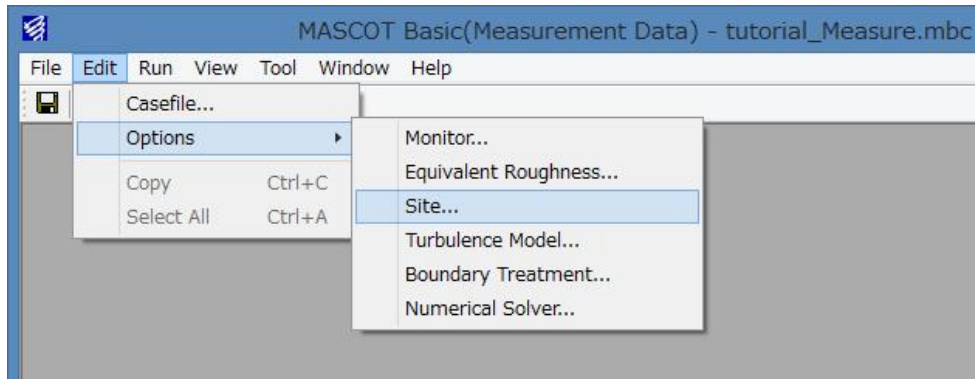 MASCOT Basic(Measurement Data) - tutorial_Measure.mbc
File Edit Run View Tool Window Help
Casefile...
Options
Copy Ctrl+C
Select All Ctrl+A
Monitor...
Equivalent Roughness...
Site...
Turbulence Model...
Boundary Treatment...
Numerical Solver...